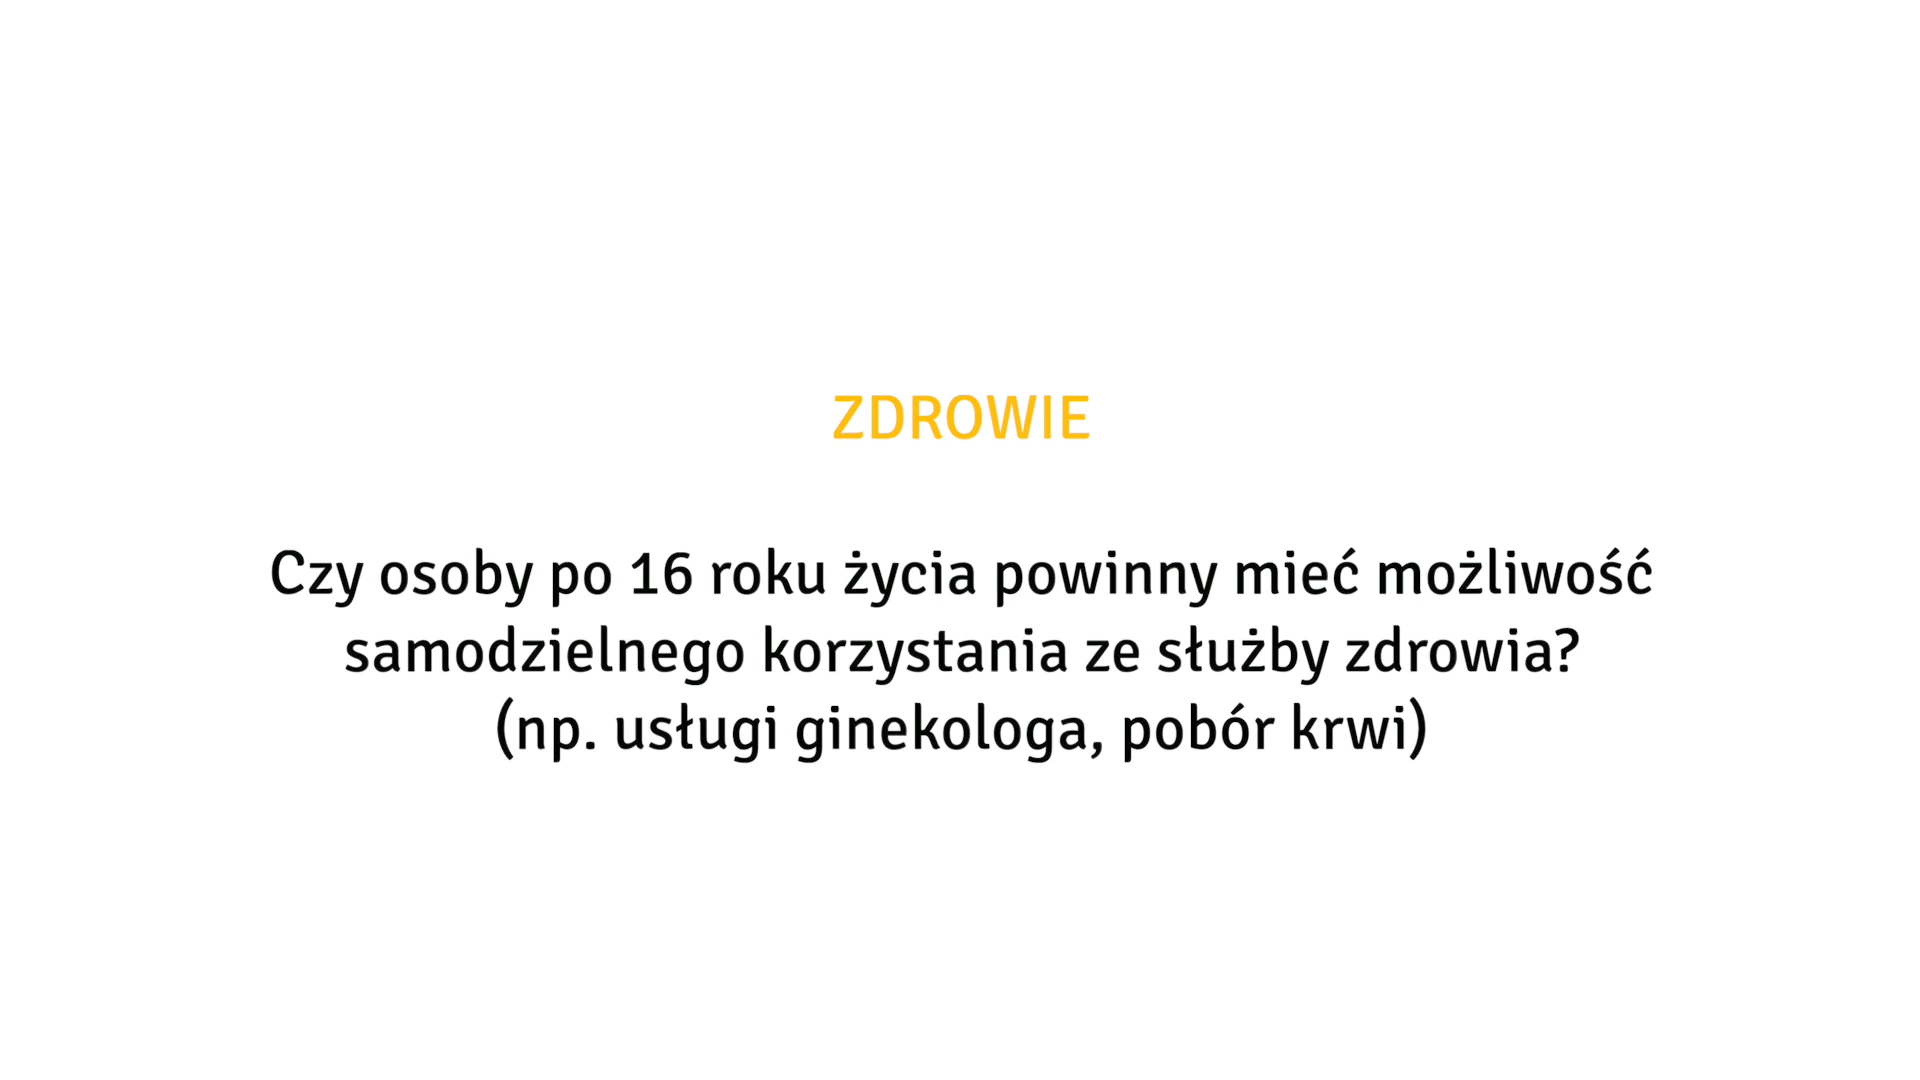 ZDROWIE
Czy osoby po 16 roku życia powinny mieć możliwość
samodzielnego korzystania ze służby zdrowia?
(np. usługi ginekologa, pobór krwi)